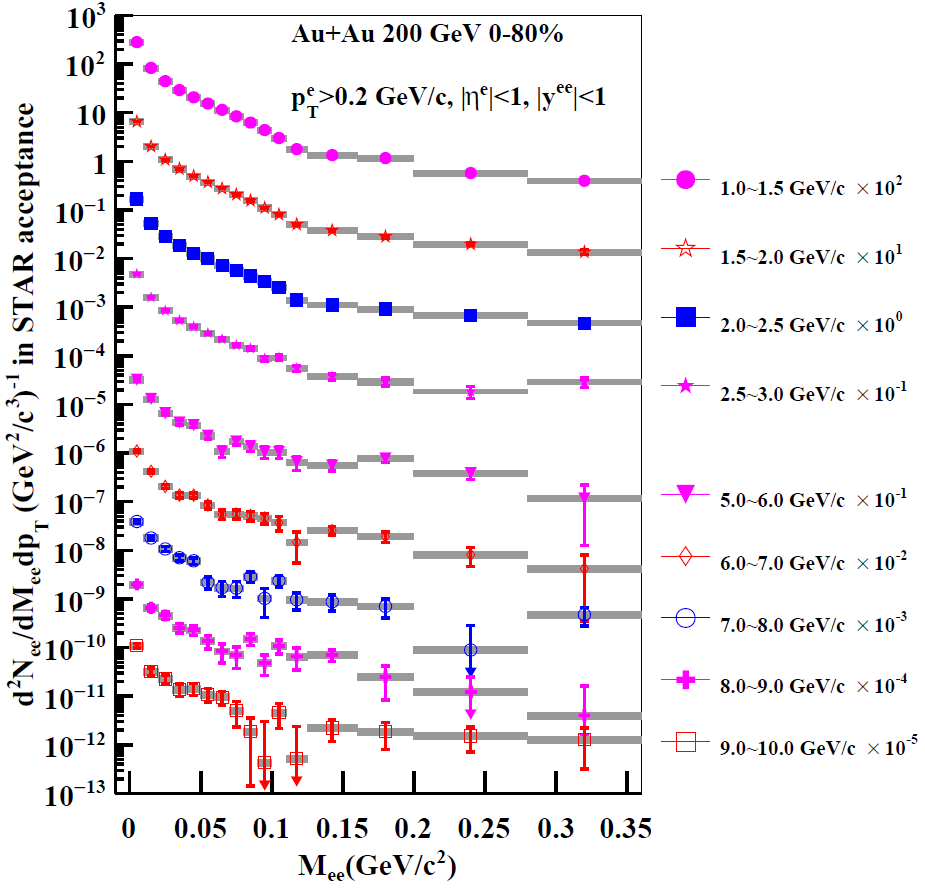 Au+Au 200 GeV 0-80%
p_T^e>0.2 GeV/c, |η^e|<1, |y^ee|<1
d²N_ee/dM_ee dp_T (GeV²/c³)⁻¹ in STAR acceptance
10³
10²
10
1
10⁻¹
10⁻²
10⁻³
10⁻⁴
10⁻⁵
10⁻⁶
10⁻⁷
10⁻⁸
10⁻⁹
10⁻¹⁰
10⁻¹¹
10⁻¹²
10⁻¹³
0 0.05 0.1 0.15 0.2 0.25 0.3 0.35
M_ee(GeV/c²)
1.0~1.5 GeV/c ×10²
1.5~2.0 GeV/c ×10¹
2.0~2.5 GeV/c ×10⁰
2.5~3.0 GeV/c ×10⁻¹
5.0~6.0 GeV/c ×10⁻¹
6.0~7.0 GeV/c ×10⁻²
7.0~8.0 GeV/c ×10⁻³
8.0~9.0 GeV/c ×10⁻⁴
9.0~10.0 GeV/c ×10⁻⁵